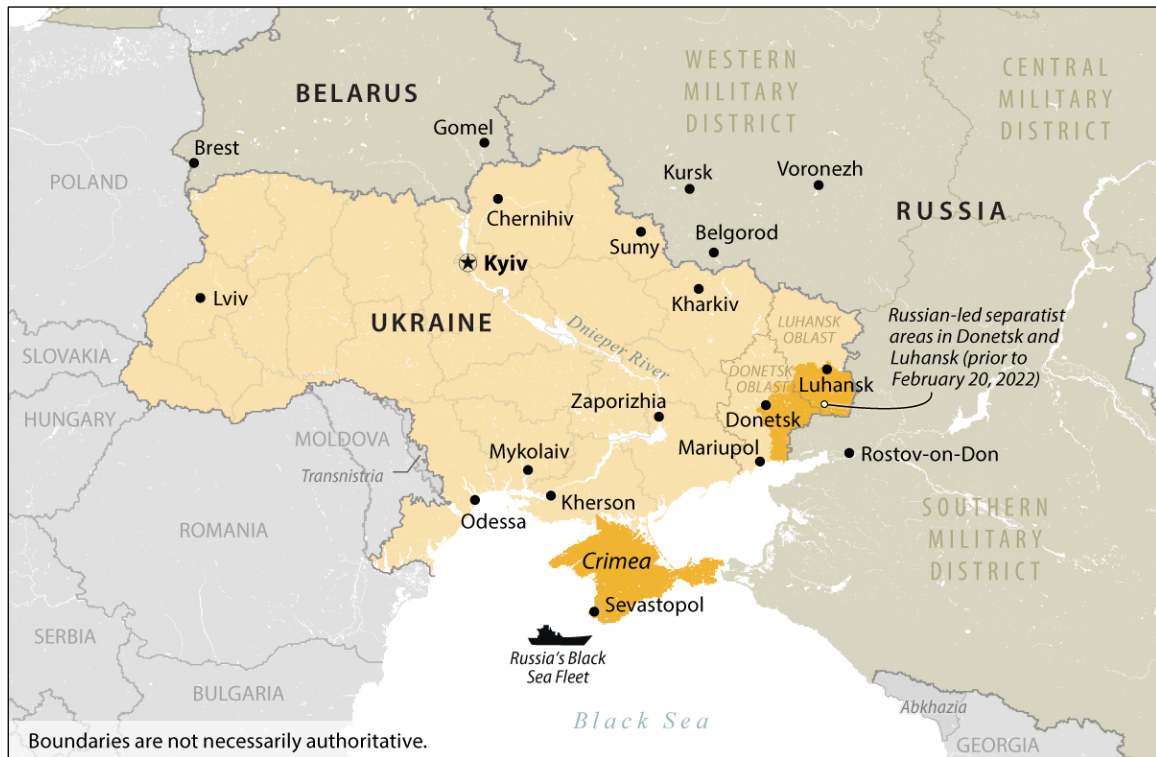 WESTERN
MILITARY
DISTRICT
CENTRAL
MILITARY
DISTRICT
BELARUS
Gomel
Brest
POLAND
Kursk
Voronezh
Chernihiv
RUSSIA
Sumy
Belgorod
Kyiv
Kharkiv
Lviv
UKRAINE
Dnieper River
LUHANSK
OBLAST
Russian-led separatist
areas in Donetsk and
Luhansk (prior to
February 20, 2022)
SLOVAKIA
DONETSK
OBLAST
Luhansk
HUNGARY
Zaporizhia
Donetsk
MOLDOVA
Transnistria
Mykolaiv
Mariupol
Rostov-on-Don
Kherson
Odessa
ROMANIA
SOUTHERN
MILITARY
DISTRICT
Crimea
Sevastopol
SERBIA
Russia's Black
Sea Fleet
BULGARIA
Abkhazia
Black Sea
GEORGIA
Boundaries are not necessarily authoritative.